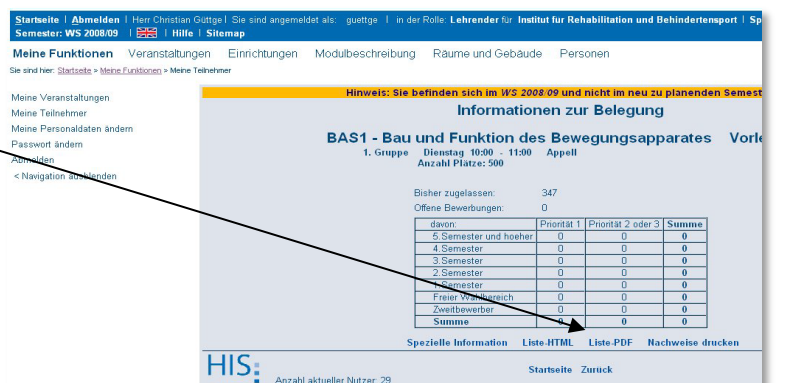 Startseite | Abmelden | Herr Christian Güttge | Sie sind angemeldet als: guettge | in der Rolle: Lehrender für Institut für Rehabilitation und Behindertensport | Sp
Semester: WS 2008/09 | | Hilfe | Sitemap
Meine Funktionen Veranstaltungen Einrichtungen Modulbeschreibung Räume und Gebäude Personen
Sie sind hier: Startseite > Meine Funktionen > Meine Teilnehmer
Meine Veranstaltungen
Meine Teilnehmer
Meine Personaldaten ändern
Passwort ändern
Abmelden
< Navigation ausblenden
Hinweis: Sie befinden sich im WS 2008/09 und nicht im neu zu planenden Semest
Informationen zur Belegung
BAS1 - Bau und Funktion des Bewegungsapparates Vorle
1. Gruppe Dienstag 10:00 - 11:00 Appell
Anzahl Plätze: 500
Bisher zugelassen: 347
Offene Bewerbungen: 0
davon: Priorität 1 Priorität 2 oder 3 Summe
5.Semester und hoeher 0 0 0
4.Semester 0 0 0
3.Semester 0 0 0
2.Semester 0 0 0
1.Semester 0 0 0
Freier Wahlbereich 0 0 0
Zweitbewerber 0 0 0
Summe 0 0 0
Spezielle Information Liste-HTML Liste-PDF Nachweise drucken
HIS
Startseite Zurück
Anzahl aktueller Nutzer: 29